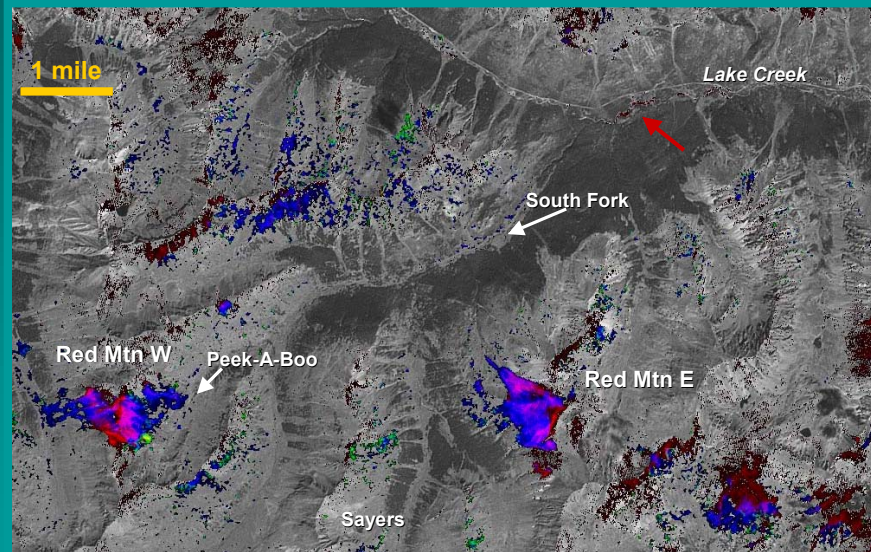 1 mile
Lake Creek
South Fork
Red Mtn W
Peek-A-Boo
Red Mtn E
Sayers